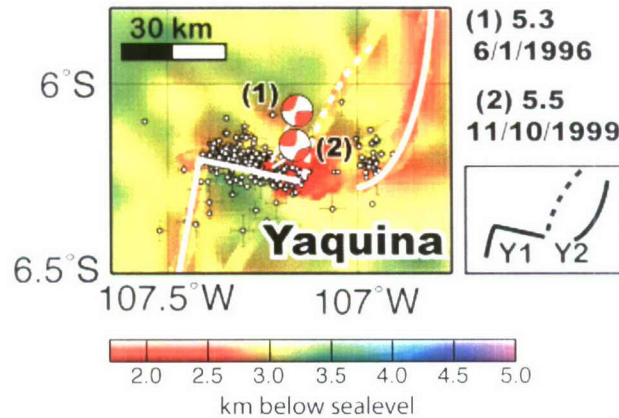 30 km
6°S
(1)
(2)
Yaquina
6.5°S
107.5°W
107°W
(1) 5.3
6/1/1996
(2) 5.5
11/10/1999
Y1
Y2
2.0 2.5 3.0 3.5 4.0 4.5 5.0
km below sealevel